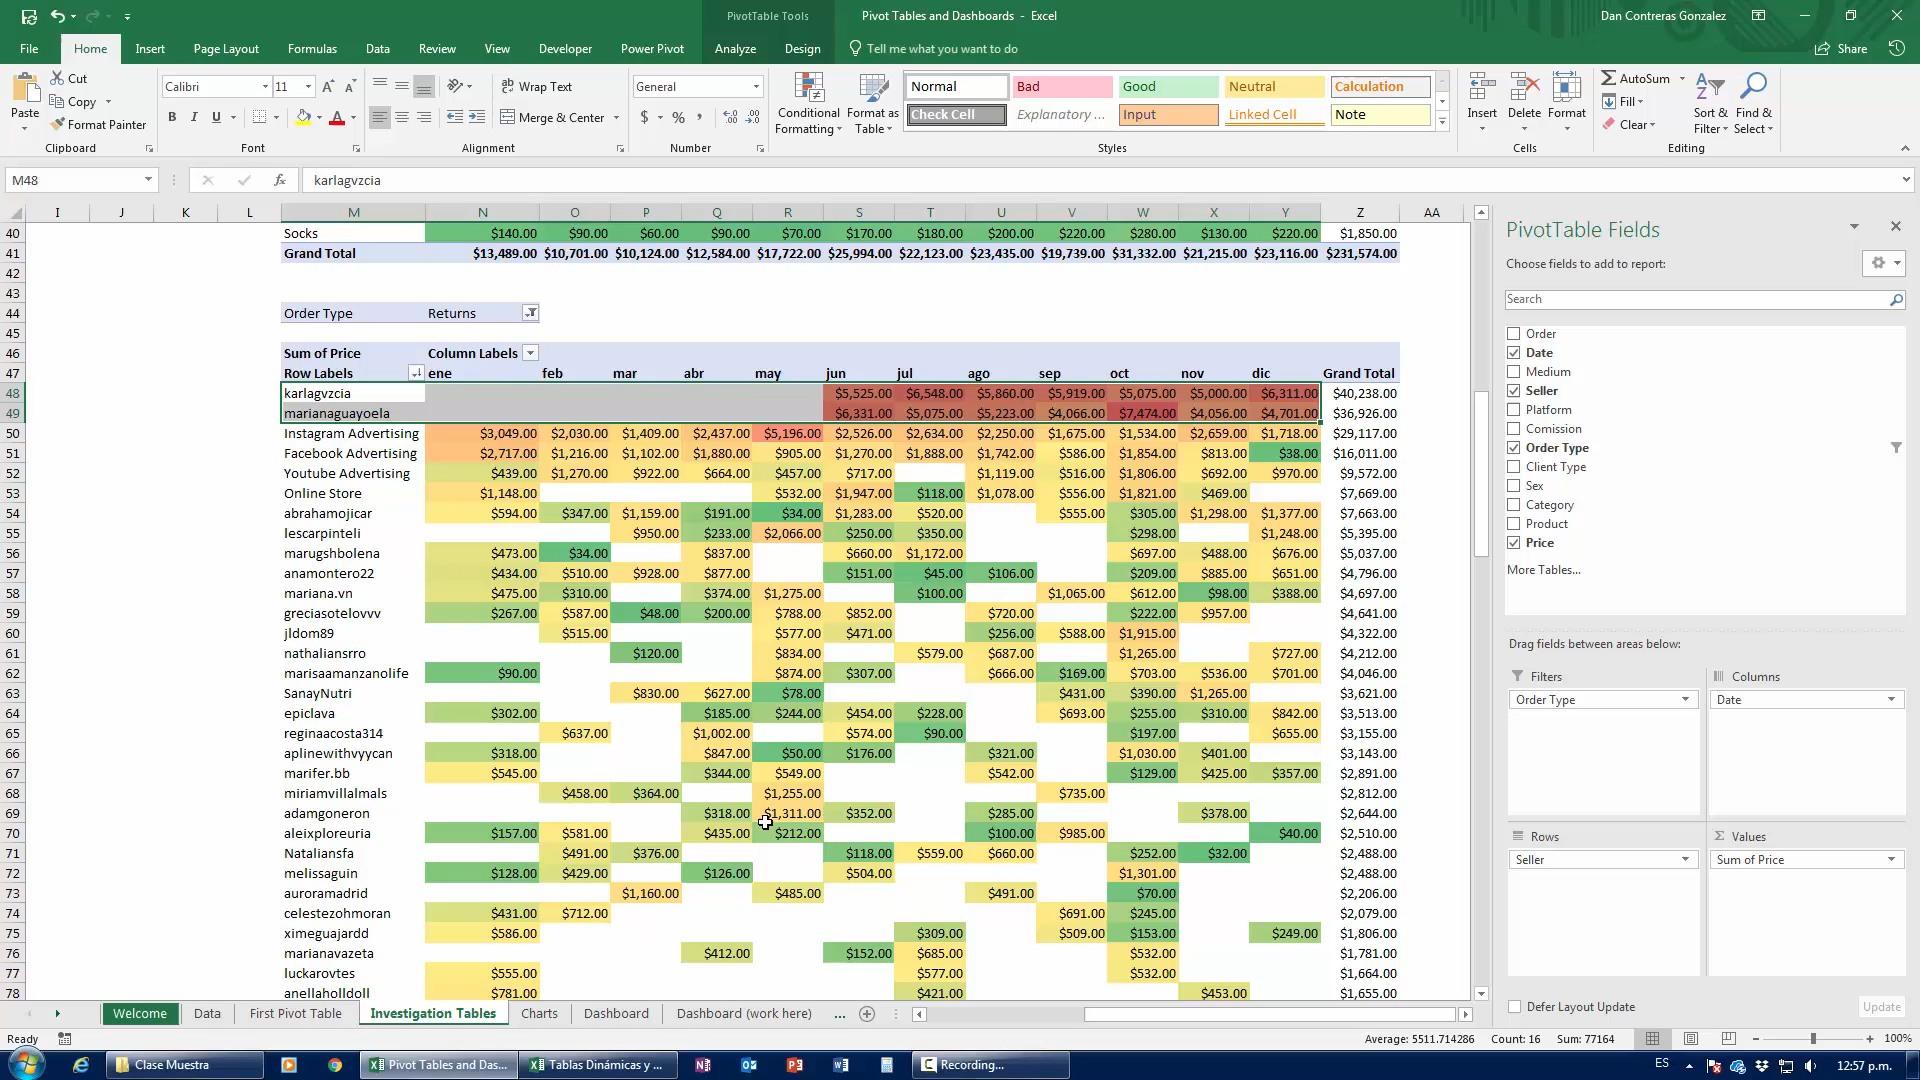 PivotTable Tools
Pivot Tables and Dashboards - Excel
Dan Contreras Gonzalez
File Home Insert Page Layout Formulas Data Review View Developer Power Pivot Analyze Design Tell me what you want to do Share
Cut
Copy
Format Painter
Paste
Clipboard
Calibri 11
B I U
Font
Wrap Text
Merge & Center
Alignment
General
$ %
Number
Conditional Formatting
Format as Table
Normal Bad Good Neutral Calculation
Check Cell Explanatory ... Input Linked Cell Note
Styles
Insert Delete Format
Cells
AutoSum
Fill
Clear
Sort & Filter
Find & Select
Editing
M48 fx karlagvzcia
I J K L M N O P Q R S T U V W X Y Z AA
40 Socks $140.00 $90.00 $60.00 $90.00 $70.00 $170.00 $180.00 $200.00 $220.00 $280.00 $130.00 $220.00 $1,850.00
41 Grand Total $13,489.00 $10,701.00 $10,124.00 $12,584.00 $17,722.00 $25,994.00 $22,123.00 $23,435.00 $19,739.00 $31,332.00 $21,215.00 $23,116.00 $231,574.00
42
43
44 Order Type Returns
45
46 Sum of Price Column Labels
47 Row Labels ene feb mar abr may jun jul ago sep oct nov dic Grand Total
48 karlagvzcia $5,525.00 $6,548.00 $5,860.00 $5,919.00 $5,075.00 $5,000.00 $6,311.00 $40,238.00
49 marianaguayoela $6,331.00 $5,075.00 $5,223.00 $4,066.00 $7,474.00 $4,056.00 $4,701.00 $36,926.00
50 Instagram Advertising $3,049.00 $2,030.00 $1,409.00 $2,437.00 $5,196.00 $2,526.00 $2,634.00 $2,250.00 $1,675.00 $1,534.00 $2,659.00 $1,718.00 $29,117.00
51 Facebook Advertising $2,717.00 $1,216.00 $1,102.00 $1,880.00 $905.00 $1,270.00 $1,888.00 $1,742.00 $586.00 $1,854.00 $813.00 $38.00 $16,011.00
52 Youtube Advertising $439.00 $1,270.00 $922.00 $664.00 $457.00 $717.00 $1,119.00 $516.00 $1,806.00 $692.00 $970.00 $9,572.00
53 Online Store $1,148.00 $532.00 $1,947.00 $118.00 $1,078.00 $556.00 $1,821.00 $469.00 $7,669.00
54 abrahamojicar $594.00 $347.00 $1,159.00 $191.00 $34.00 $1,283.00 $520.00 $555.00 $305.00 $1,298.00 $1,377.00 $7,663.00
55 lescarpinteli $950.00 $233.00 $2,066.00 $250.00 $350.00 $298.00 $1,248.00 $5,395.00
56 marugshbolena $473.00 $34.00 $837.00 $660.00 $1,172.00 $697.00 $488.00 $676.00 $5,037.00
57 anamontero22 $434.00 $510.00 $928.00 $877.00 $151.00 $45.00 $106.00 $209.00 $885.00 $651.00 $4,796.00
58 mariana.vn $475.00 $310.00 $374.00 $1,275.00 $100.00 $1,065.00 $612.00 $98.00 $388.00 $4,697.00
59 greciasotelovvv $267.00 $587.00 $48.00 $200.00 $788.00 $852.00 $720.00 $222.00 $957.00 $4,641.00
60 jldom89 $515.00 $577.00 $471.00 $256.00 $588.00 $1,915.00 $4,322.00
61 nathaliansrro $120.00 $834.00 $579.00 $687.00 $1,265.00 $727.00 $4,212.00
62 marisaamanzanolife $90.00 $874.00 $307.00 $666.00 $169.00 $703.00 $536.00 $701.00 $4,046.00
63 SanayNutri $830.00 $627.00 $78.00 $431.00 $390.00 $1,265.00 $3,621.00
64 epiclava $302.00 $185.00 $244.00 $454.00 $228.00 $693.00 $255.00 $310.00 $842.00 $3,513.00
65 reginaacosta314 $637.00 $1,002.00 $574.00 $90.00 $197.00 $655.00 $3,155.00
66 aplinewithvyycan $318.00 $847.00 $50.00 $176.00 $321.00 $1,030.00 $401.00 $3,143.00
67 marifer.bb $545.00 $344.00 $549.00 $542.00 $129.00 $425.00 $357.00 $2,891.00
68 miriamvillalmals $458.00 $364.00 $1,255.00 $735.00 $2,812.00
69 adamgoneron $318.00 $1,311.00 $352.00 $285.00 $378.00 $2,644.00
70 aleixploreuria $157.00 $581.00 $435.00 $212.00 $100.00 $985.00 $40.00 $2,510.00
71 Nataliansfa $491.00 $376.00 $118.00 $559.00 $660.00 $252.00 $32.00 $2,488.00
72 melissaguin $128.00 $429.00 $126.00 $504.00 $1,301.00 $2,488.00
73 auroramadrid $1,160.00 $485.00 $491.00 $70.00 $2,206.00
74 celestezohmoran $431.00 $712.00 $691.00 $245.00 $2,079.00
75 ximeguajardd $586.00 $309.00 $509.00 $153.00 $249.00 $1,806.00
76 marianavazeta $412.00 $152.00 $685.00 $532.00 $1,781.00
77 luckarovtes $555.00 $577.00 $532.00 $1,664.00
78 anellaholldoll $781.00 $421.00 $453.00 $1,655.00
PivotTable Fields
Choose fields to add to report:
Search
Order
Date
Medium
Seller
Platform
Comission
Order Type
Client Type
Sex
Category
Product
Price
More Tables...
Drag fields between areas below:
Filters Columns
Order Type Date
Rows Values
Seller Sum of Price
Defer Layout Update Update
Welcome Data First Pivot Table Investigation Tables Charts Dashboard Dashboard (work here) ...
Ready Average: 5511.714286 Count: 16 Sum: 77164 100%
Clase Muestra Pivot Tables and Das... Tablas Dinámicas y ... Recording... ES 12:57 p.m.